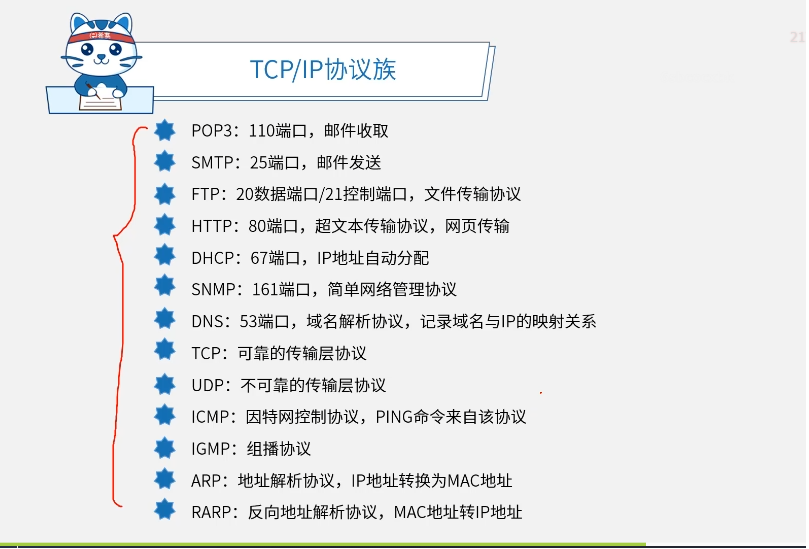 TCP/IP协议族
POP3：110端口，邮件收取
SMTP：25端口，邮件发送
FTP：20数据端口/21控制端口，文件传输协议
HTTP：80端口，超文本传输协议，网页传输
DHCP：67端口，IP地址自动分配
SNMP：161端口，简单网络管理协议
DNS：53端口，域名解析协议，记录域名与IP的映射关系
TCP：可靠的传输层协议
UDP：不可靠的传输层协议
ICMP：因特网控制协议，PING命令来自该协议
IGMP：组播协议
ARP：地址解析协议，IP地址转换为MAC地址
RARP：反向地址解析协议，MAC地址转IP地址
21